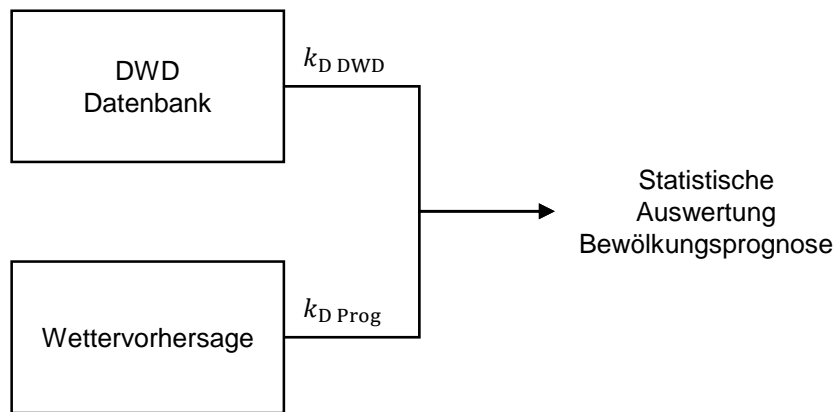 DWD
Datenbank
k_D DWD
Statistische
Auswertung
Bewölkungsprognose
Wettervorhersage
k_D Prog